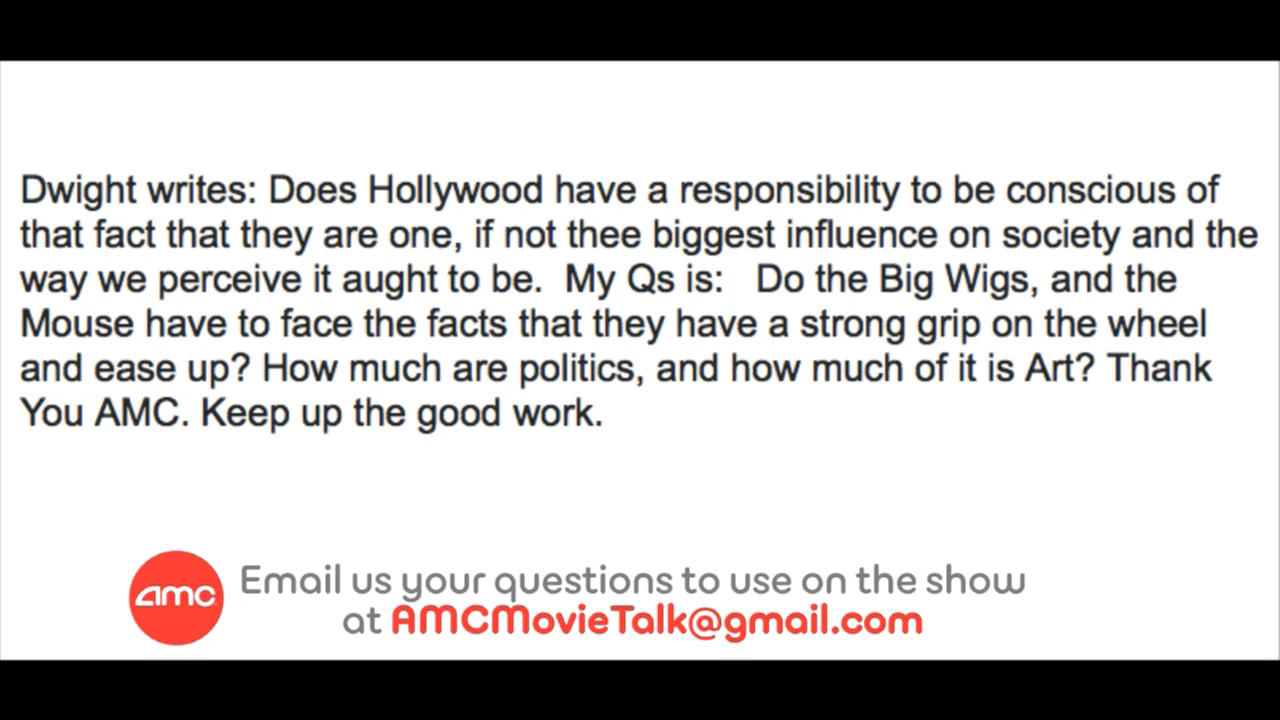 Dwight writes: Does Hollywood have a responsibility to be conscious of
that fact that they are one, if not thee biggest influence on society and the
way we perceive it aught to be.  My Qs is:   Do the Big Wigs, and the
Mouse have to face the facts that they have a strong grip on the wheel
and ease up? How much are politics, and how much of it is Art? Thank
You AMC. Keep up the good work.
amc
Email us your questions to use on the show
at AMCMovieTalk@gmail.com